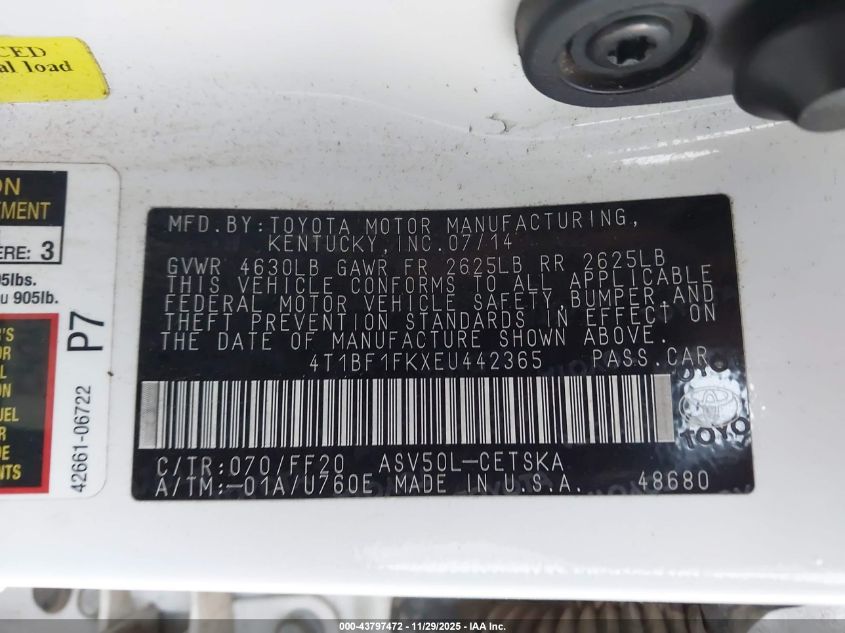 CED
al load
ON
TMENT
ERE: 3
05lbs.
u 905lb.
P7
42661-06722
MFD. BY: TOYOTA MOTOR MANUFACTURING,
KENTUCKY, INC. 07/14
GVWR 4630LB GAWR FR 2625LB RR 2625LB
THIS VEHICLE CONFORMS TO ALL APPLICABLE
FEDERAL MOTOR VEHICLE SAFETY, BUMPER, AND
THEFT PREVENTION STANDARDS IN EFFECT ON
THE DATE OF MANUFACTURE SHOWN ABOVE.
4T1BF1FKXEU442365 PASS. CAR
TOYO
C/TR: 070/FF20 ASV50L-CETSKA
A/TM: -01A/U760E MADE IN U.S.A. 48680
000-43797472 - 11/29/2025 - IAA Inc.